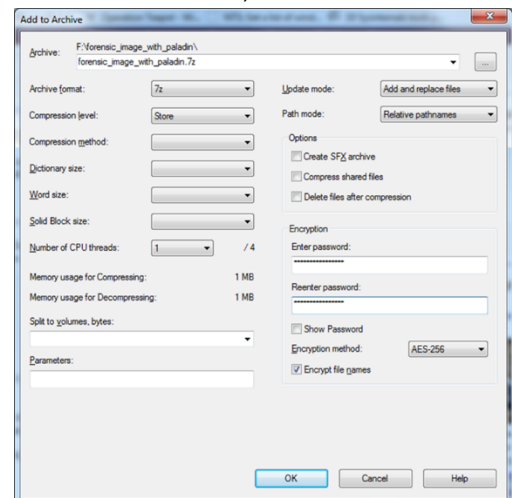 Add to Archive
Archive: F:\forensic_image_with_paladin\
forensic_image_with_paladin.7z
...
Archive format: 7z
Update mode: Add and replace files
Compression level: Store
Path mode: Relative pathnames
Compression method:
Options
Create SFX archive
Dictionary size:
Compress shared files
Word size:
Delete files after compression
Solid Block size:
Encryption
Number of CPU threads: 1 / 4
Enter password:
****************
Memory usage for Compressing: 1 MB
Reenter password:
Memory usage for Decompressing: 1 MB
****************
Split to volumes, bytes:
Show Password
Encryption method: AES-256
Parameters:
Encrypt file names
OK Cancel Help